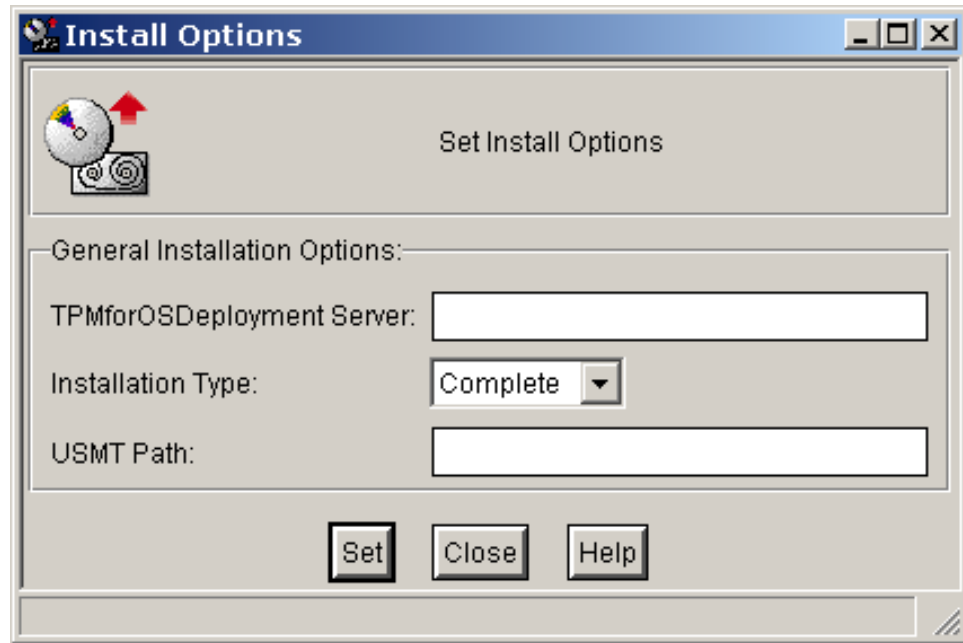 Install Options
Set Install Options
General Installation Options:
TPMforOSDeployment Server:
Installation Type: Complete
USMT Path:
Set Close Help